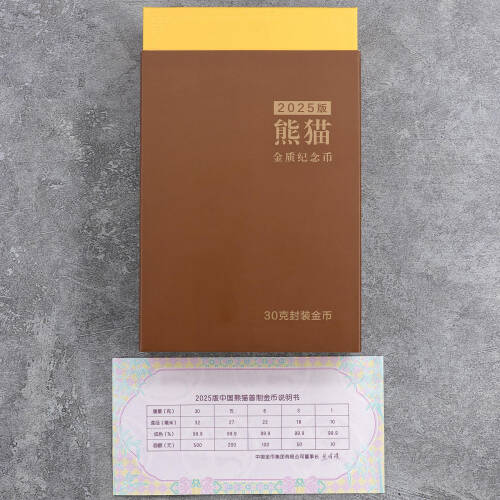 2025版
熊猫
金质纪念币
30克封装金币
2025版中国熊猫普制金币说明书
重量（克） 30 15 8 3 1
直径（毫米） 32 27 22 18 10
成色（%） 99.9 99.9 99.9 99.9 99.9
面额（元） 500 200 100 50 10
中国金币集团有限公司董事长